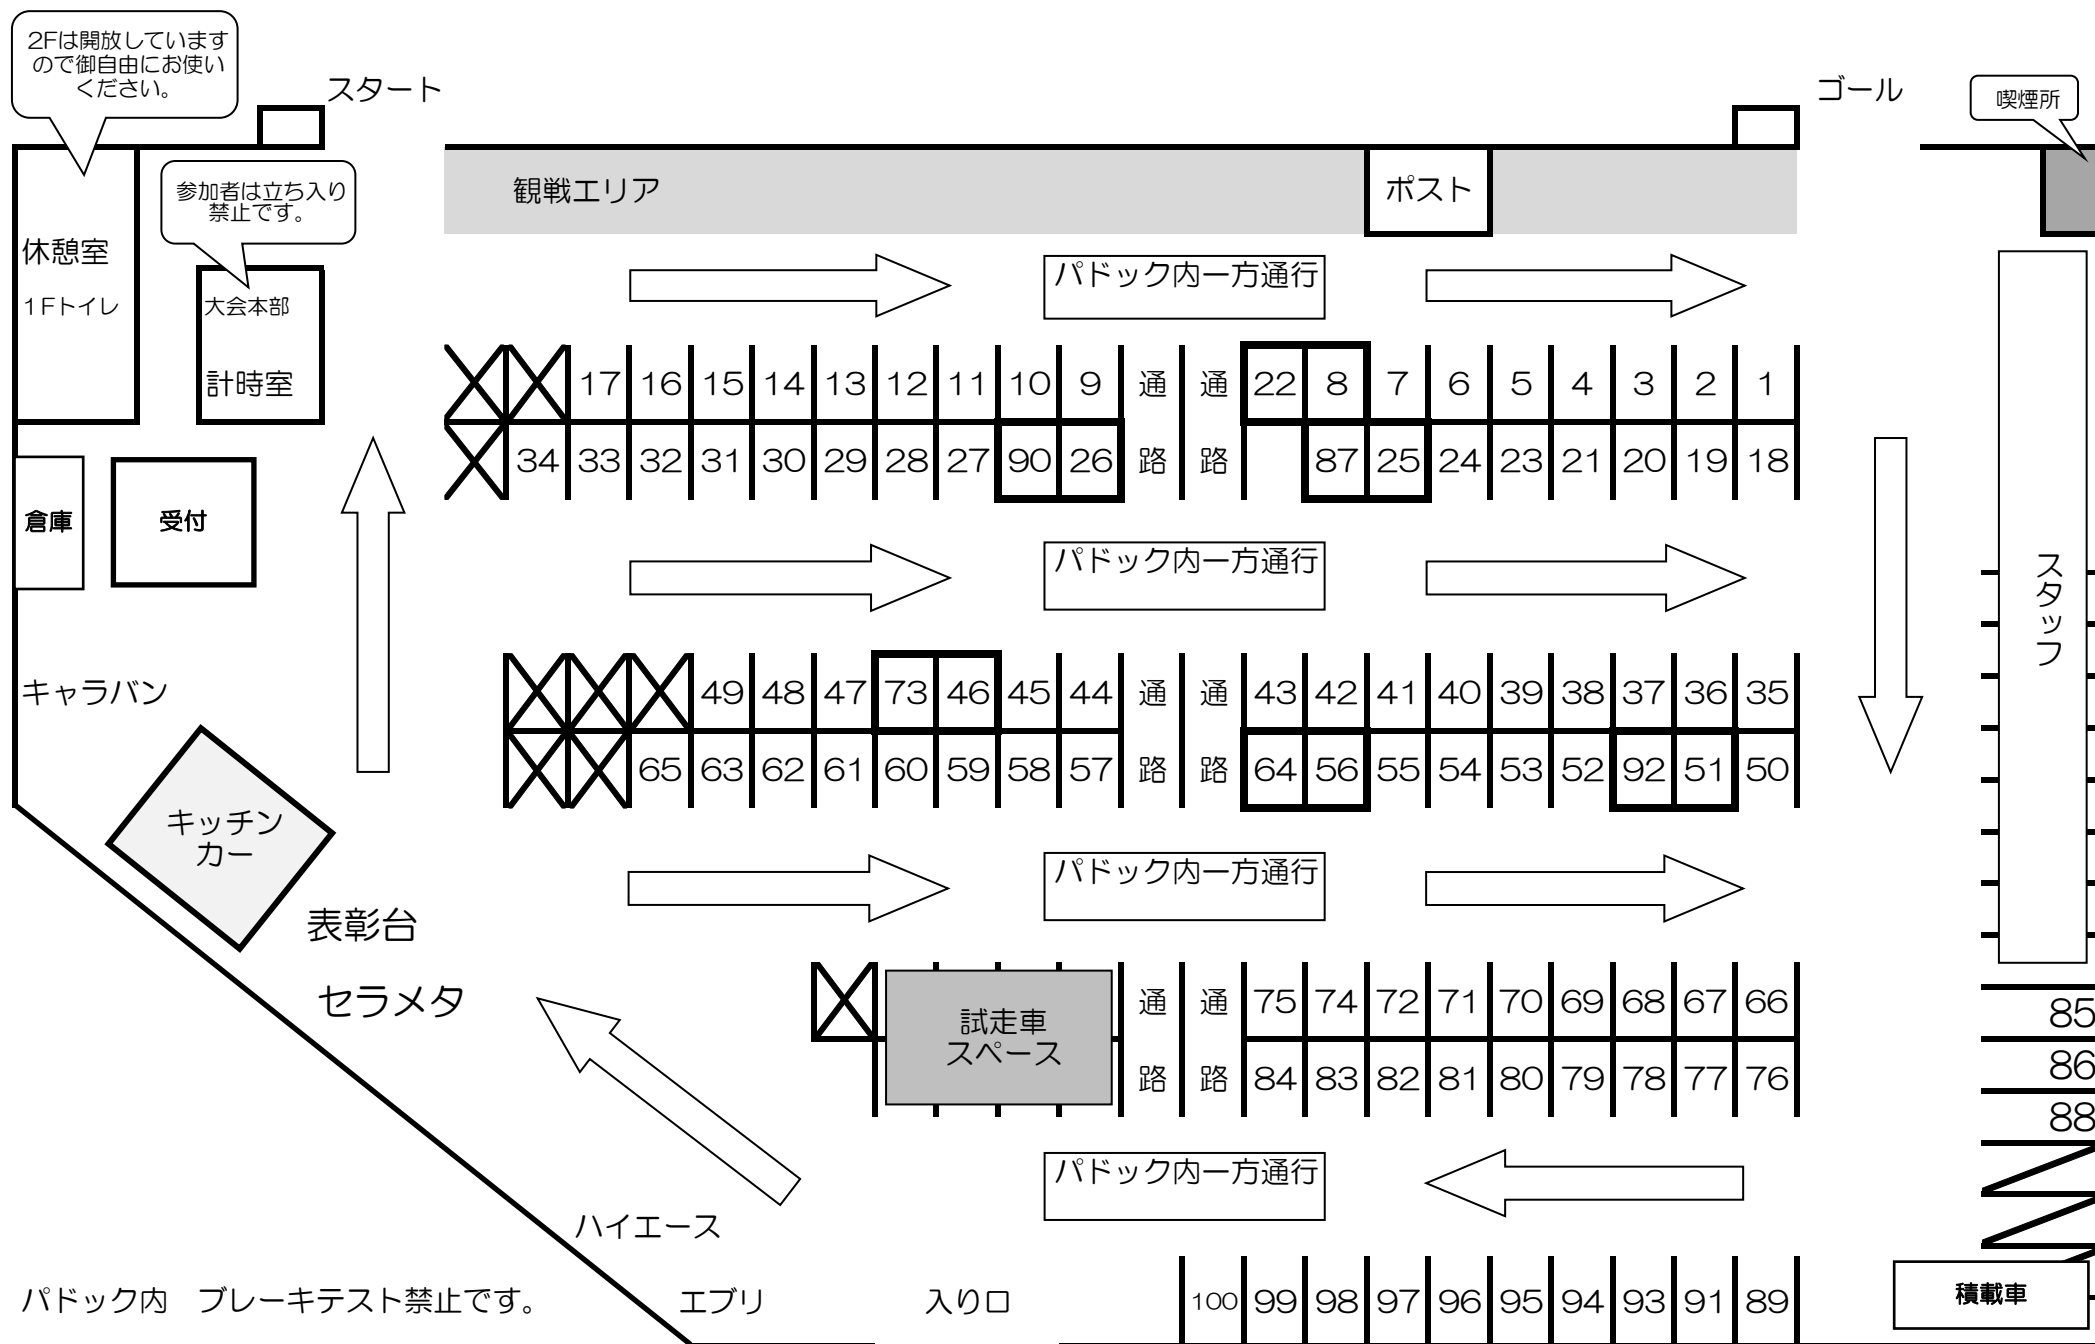 2Fは開放しています
ので御自由にお使い
ください。
スタート
ゴール
喫煙所
参加者は立ち入り
禁止です。
観戦エリア
ポスト
休憩室
1Fトイレ
大会本部
計時室
パドック内一方通行
17 16 15 14 13 12 11 10 9 通 通 22 8 7 6 5 4 3 2 1
34 33 32 31 30 29 28 27 90 26 路 路 87 25 24 23 21 20 19 18
倉庫
受付
パドック内一方通行
スタッフ
キャラバン
49 48 47 73 46 45 44 通 通 43 42 41 40 39 38 37 36 35
65 63 62 61 60 59 58 57 路 路 64 56 55 54 53 52 92 51 50
キッチン
カー
パドック内一方通行
表彰台
セラメタ
試走車
スペース
通 通 75 74 72 71 70 69 68 67 66
路 路 84 83 82 81 80 79 78 77 76
85
86
88
パドック内一方通行
ハイエース
パドック内 ブレーキテスト禁止です。
エブリ
入り口
100 99 98 97 96 95 94 93 91 89
積載車